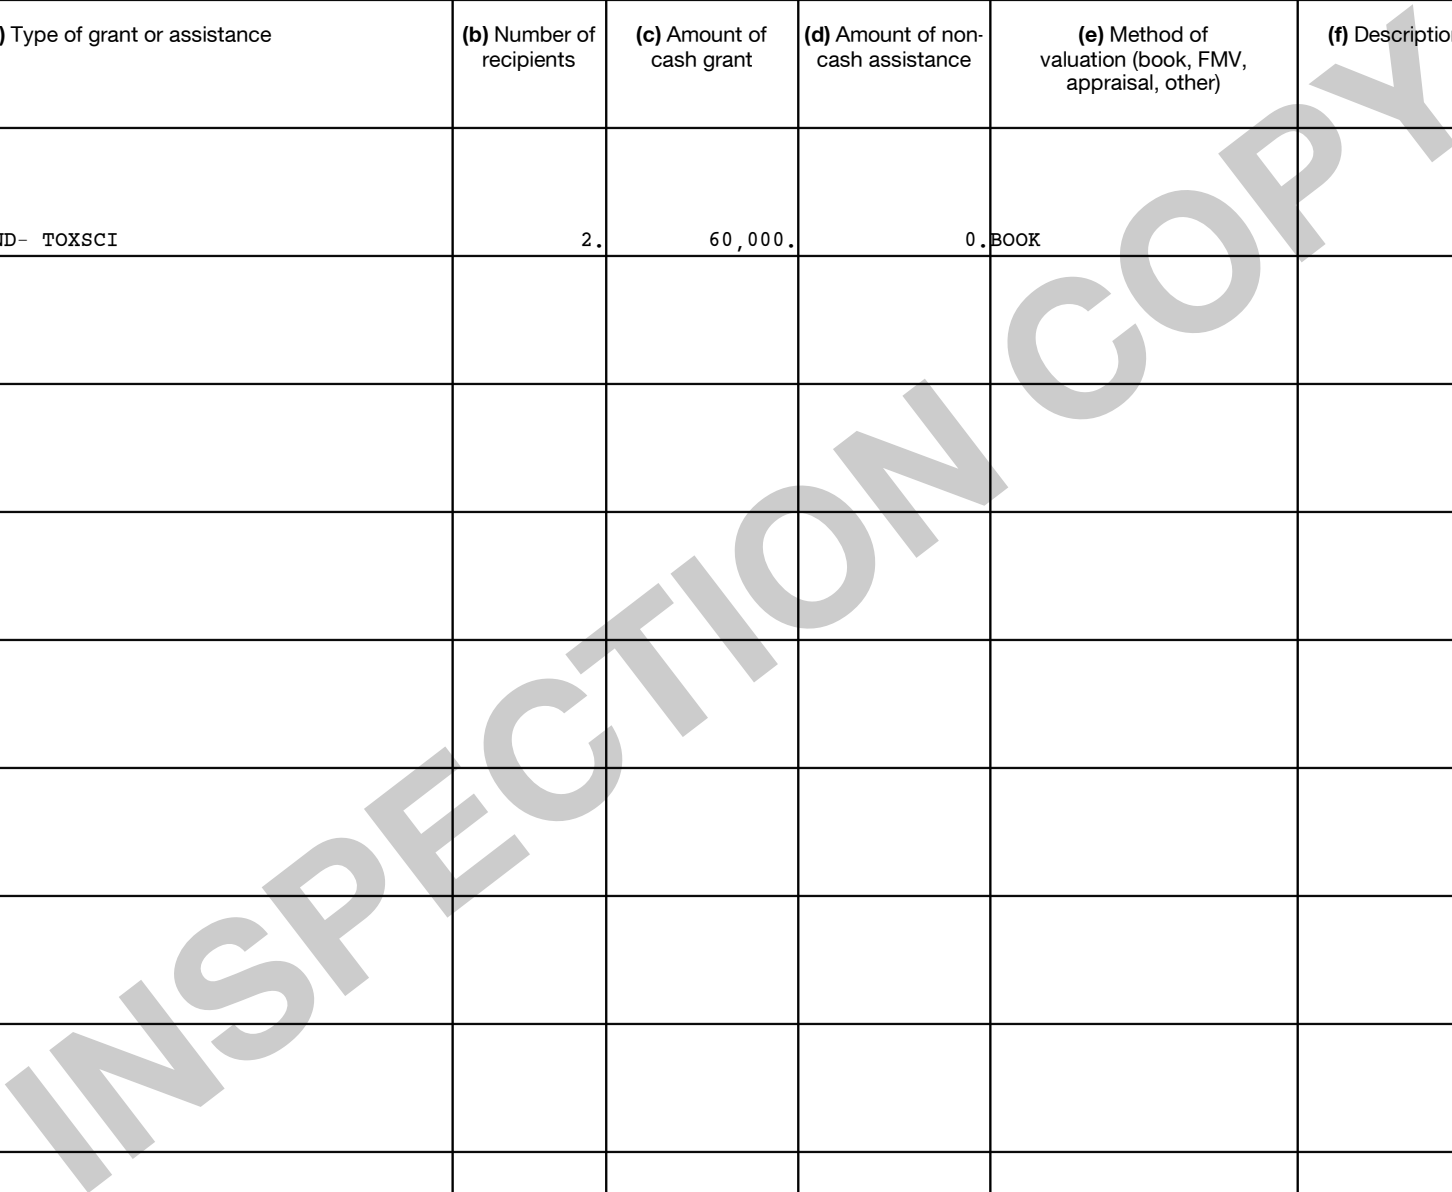 ) Type of grant or assistance
(b) Number of
recipients
(c) Amount of
cash grant
(d) Amount of non-
cash assistance
(e) Method of
valuation (book, FMV,
appraisal, other)
(f)
TOXSCI 2. 60,000. 0. BOOK
INSPECTION COPY